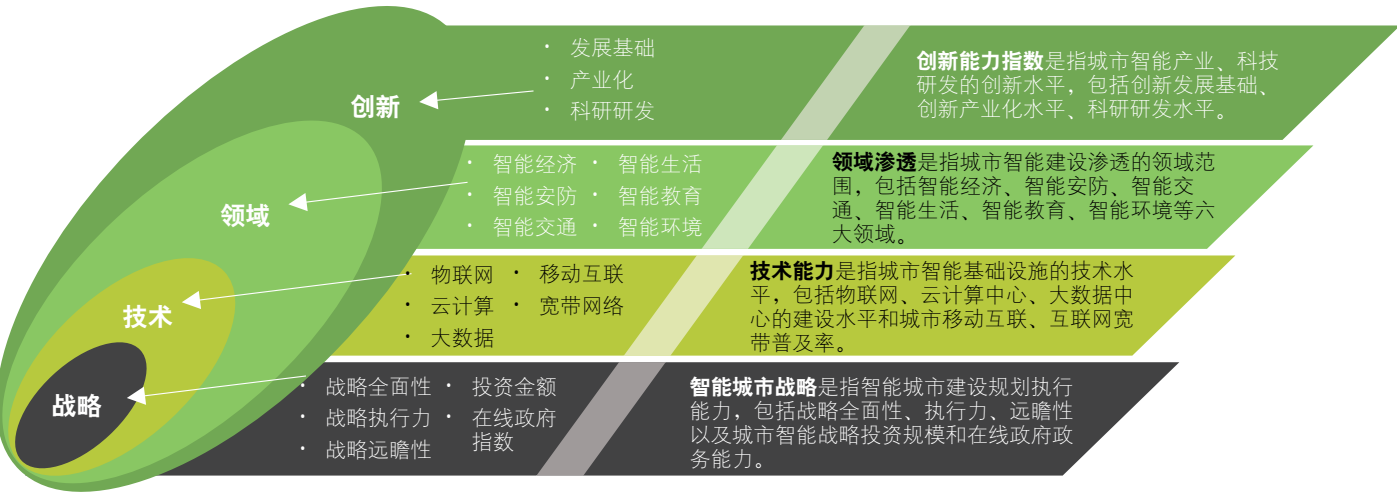 创新
· 发展基础
· 产业化
· 科研研发
创新能力指数是指城市智能产业、科技
研发的创新水平，包括创新发展基础、
创新产业化水平、科研研发水平。
领域
· 智能经济 · 智能生活
· 智能安防 · 智能教育
· 智能交通 · 智能环境
领域渗透是指城市智能建设渗透的领域范
围，包括智能经济、智能安防、智能交
通、智能生活、智能教育、智能环境等六
大领域。
技术
· 物联网 · 移动互联
· 云计算 · 宽带网络
· 大数据
技术能力是指城市智能基础设施的技术水
平，包括物联网、云计算中心、大数据中
心的建设水平和城市移动互联、互联网宽
带普及率。
战略
· 战略全面性 · 投资金额
· 战略执行力 · 在线政府
指数
· 战略远瞻性
智能城市战略是指智能城市建设规划执行
能力，包括战略全面性、执行力、远瞻性
以及城市智能战略投资规模和在线政府政
务能力。